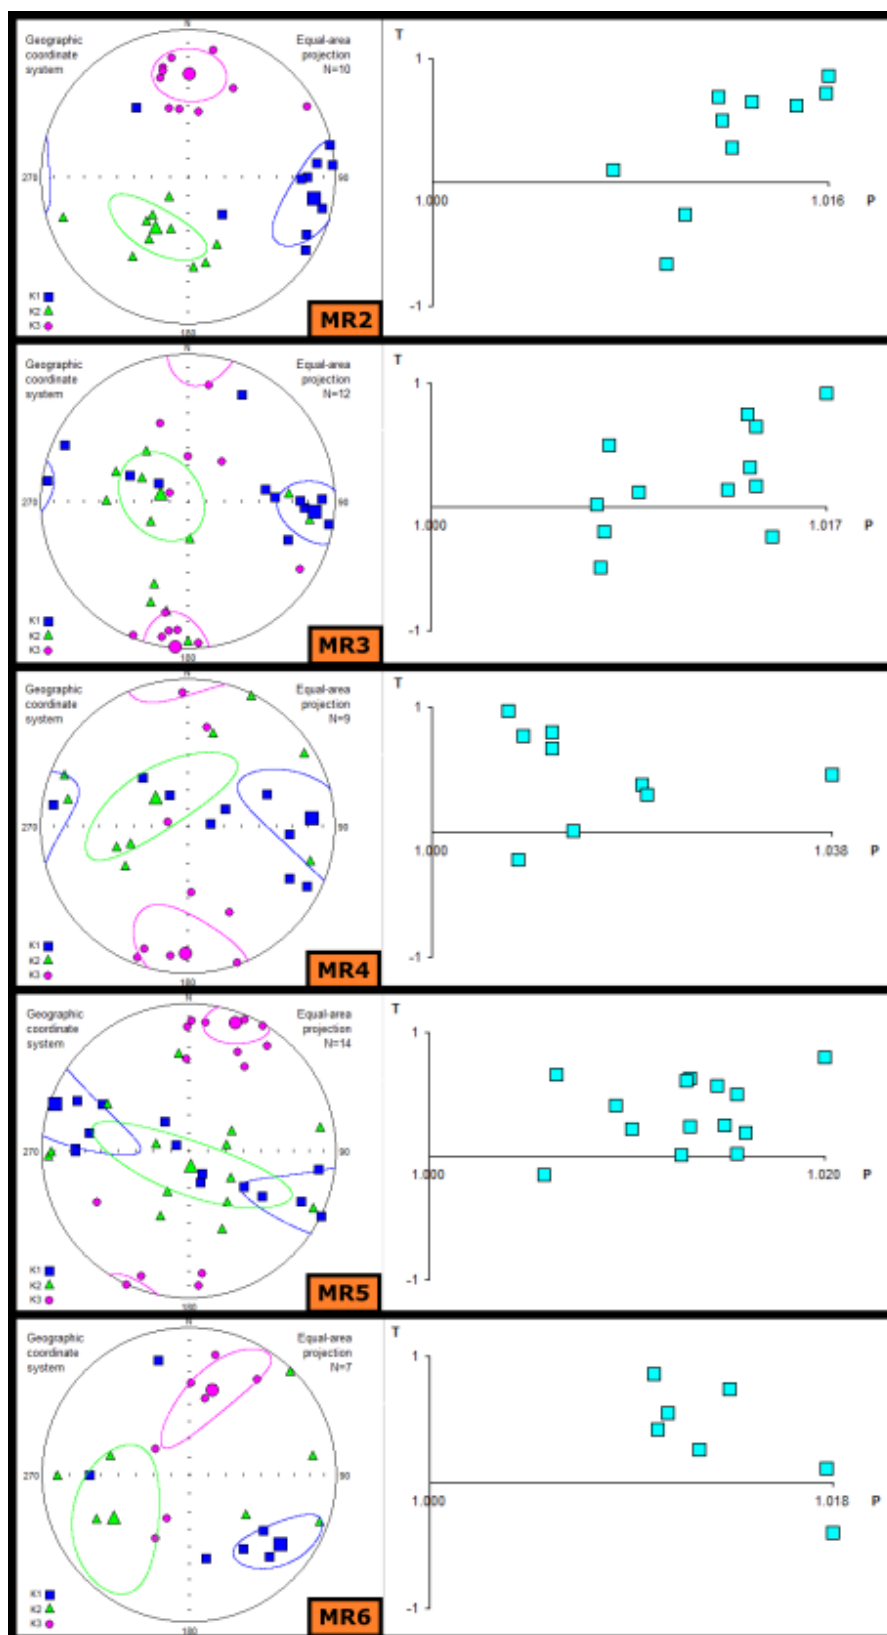 N
Geographic
coordinate
system
Equal-area
projection
N=10
270
90
180
K1
K2
K3
MR2
T
1
1.000
1.016
P
-1
N
Geographic
coordinate
system
Equal-area
projection
N=12
270
90
180
K1
K2
K3
MR3
T
1
1.000
1.017
P
-1
N
Geographic
coordinate
system
Equal-area
projection
N=9
270
90
180
K1
K2
K3
MR4
T
1
1.000
1.038
P
-1
N
Geographic
coordinate
system
Equal-area
projection
N=14
270
90
180
K1
K2
K3
MR5
T
1
1.000
1.020
P
-1
N
Geographic
coordinate
system
Equal-area
projection
N=7
270
90
180
K1
K2
K3
MR6
T
1
1.000
1.018
P
-1